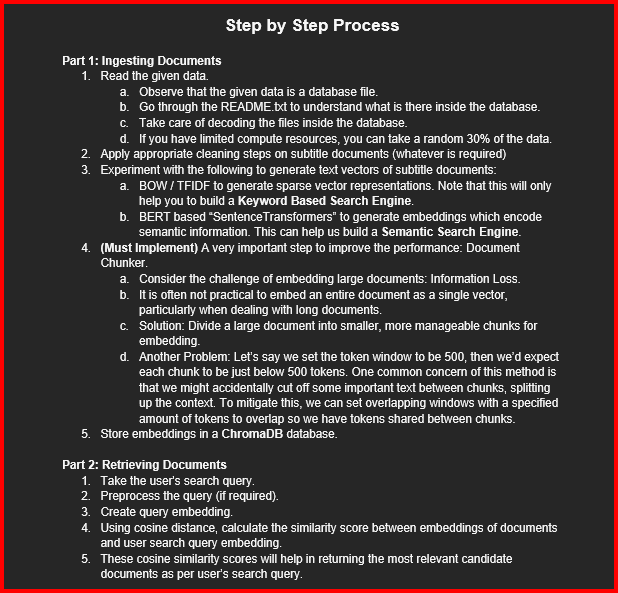 Step by Step Process
Part 1: Ingesting Documents
1. Read the given data.
a. Observe that the given data is a database file.
b. Go through the README.txt to understand what is there inside the database.
c. Take care of decoding the files inside the database.
d. If you have limited compute resources, you can take a random 30% of the data.
2. Apply appropriate cleaning steps on subtitle documents (whatever is required)
3. Experiment with the following to generate text vectors of subtitle documents:
a. BOW / TFIDF to generate sparse vector representations. Note that this will only
help you to build a Keyword Based Search Engine.
b. BERT based “SentenceTransformers” to generate embeddings which encode
semantic information. This can help us build a Semantic Search Engine.
4. (Must Implement) A very important step to improve the performance: Document
Chunker.
a. Consider the challenge of embedding large documents: Information Loss.
b. It is often not practical to embed an entire document as a single vector,
particularly when dealing with long documents.
c. Solution: Divide a large document into smaller, more manageable chunks for
embedding.
d. Another Problem: Let’s say we set the token window to be 500, then we’d expect
each chunk to be just below 500 tokens. One common concern of this method is
that we might accidentally cut off some important text between chunks, splitting
up the context. To mitigate this, we can set overlapping windows with a specified
amount of tokens to overlap so we have tokens shared between chunks.
5. Store embeddings in a ChromaDB database.
Part 2: Retrieving Documents
1. Take the user's search query.
2. Preprocess the query (if required).
3. Create query embedding.
4. Using cosine distance, calculate the similarity score between embeddings of documents
and user search query embedding.
5. These cosine similarity scores will help in returning the most relevant candidate
documents as per user’s search query.